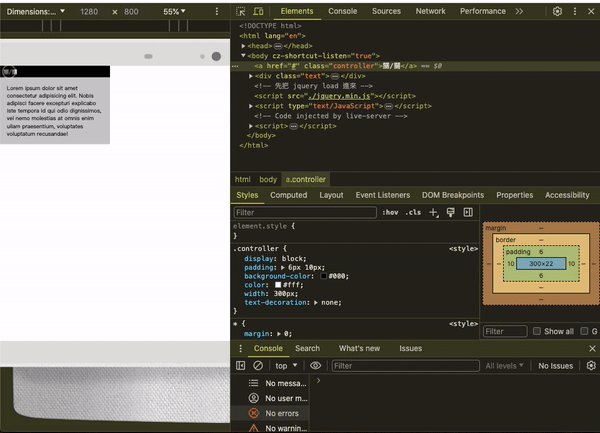 Dimensions:... 1280 × 800 55%
開/關
Lorem ipsum dolor sit amet
consectetur adipisicing elit. Nobis
adipisci facere excepturi explicabo
iste tempora id qui odio dignissimos,
vel nemo molestias at omnis enim
ullam praesentium, voluptates
voluptatum recusandae!
Elements Console Sources Network Performance »
<!DOCTYPE html>
<html lang="en">
<head>…</head>
<body cz-shortcut-listen="true">
… <a href="#" class="controller">開/關</a> == $0
<div class="text">…</div>
<!-- 先把 jquery load 進來 -->
<script src="./jquery.min.js"></script>
<script type="text/JavaScript">…</script>
<!-- Code injected by live-server -->
<script>…</script>
</body>
</html>
html body a.controller
Styles Computed Layout Event Listeners DOM Breakpoints Properties Accessibility
Filter :hov .cls
element.style {
}
.controller { <style>
display: block;
padding: 6px 10px;
background-color: #000;
color: #fff;
width: 300px;
text-decoration: none;
}
* { <style>
margin: 0;
margin –
border –
padding 6
– – 10 300×22 10 – –
6
–
–
Filter Show all G
Console Search What's new Issues
top Filter All levels No Issues
No messa...
No user m...
No errors
No warnin...